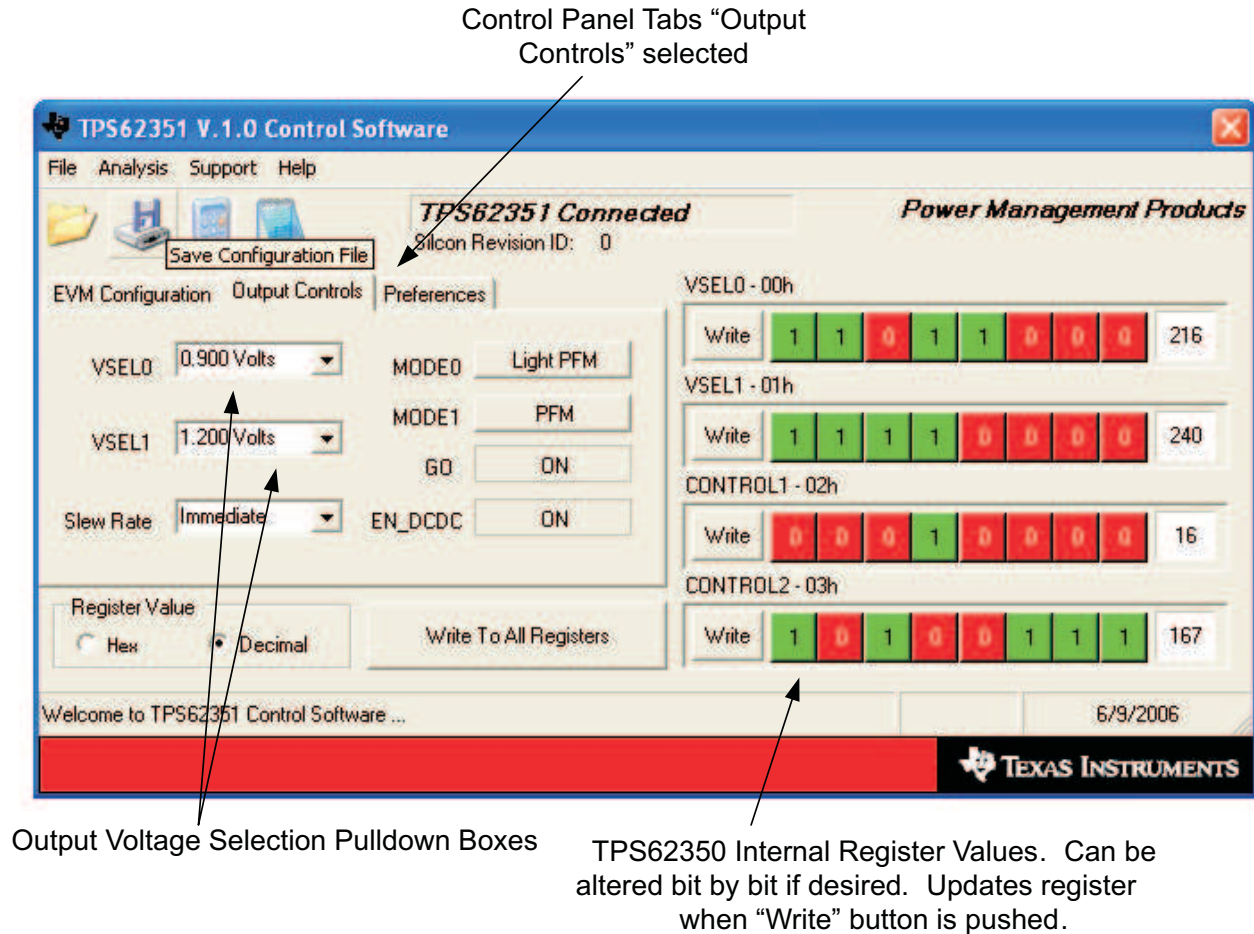 Control Panel Tabs “Output
Controls” selected
TPS62351 V.1.0 Control Software
File Analysis Support Help
TPS62351 Connected
Power Management Products
Silcon Revision ID: 0
Save Configuration File
EVM Configuration Output Controls Preferences
VSEL0 0.900 Volts
MODE0 Light PFM
MODE1 PFM
VSEL1 1.200 Volts
GO ON
Slew Rate Immediate
EN_DCDC ON
Register Value
Hex Decimal
Write To All Registers
VSEL0 - 00h
Write 1 1 0 1 1 0 0 0 216
VSEL1 - 01h
Write 1 1 1 1 0 0 0 0 240
CONTROL1 - 02h
Write 0 0 0 1 0 0 0 0 16
CONTROL2 - 03h
Write 1 0 1 0 0 1 1 1 167
Welcome to TPS62351 Control Software ...
6/9/2006
TEXAS INSTRUMENTS
Output Voltage Selection Pulldown Boxes
TPS62350 Internal Register Values. Can be
altered bit by bit if desired. Updates register
when “Write” button is pushed.